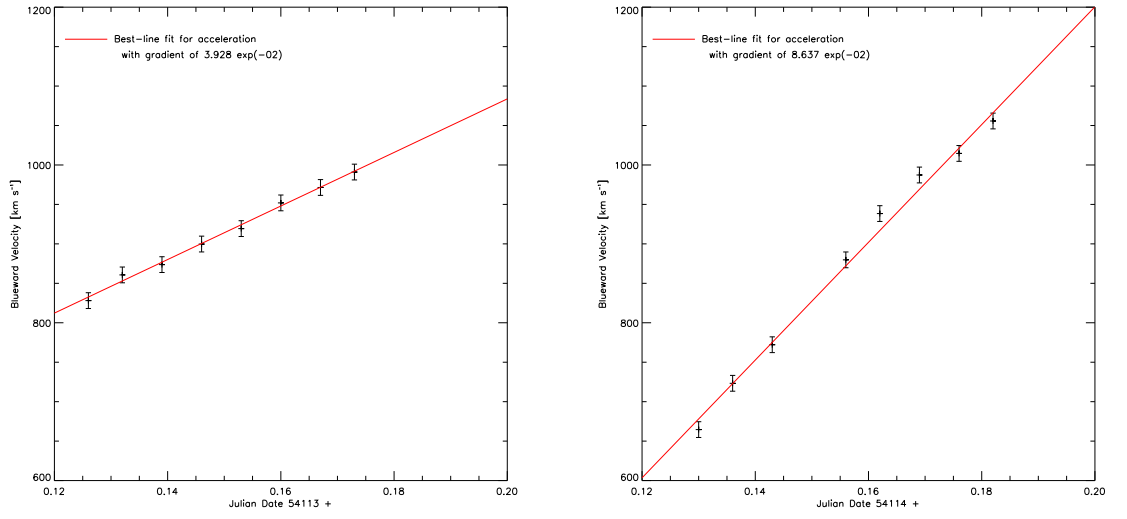 1200
1000
800
600
Blueward Velocity [km s⁻¹]
Best-line fit for acceleration
with gradient of 3.928 exp(-02)
0.12 0.14 0.16 0.18 0.20
Julian Date 54113 +
1200
1000
800
600
Blueward Velocity [km s⁻¹]
Best-line fit for acceleration
with gradient of 8.637 exp(-02)
0.12 0.14 0.16 0.18 0.20
Julian Date 54114 +